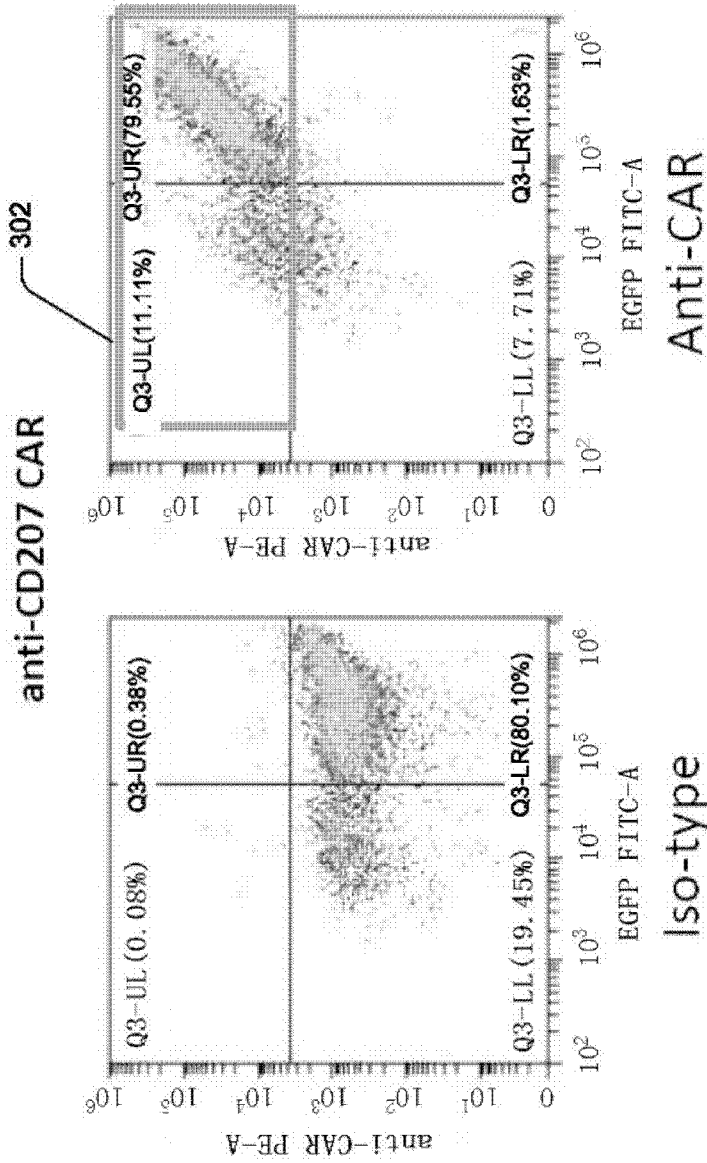 anti-CD207 CAR
302
Q3-UL(0.08%)
Q3-UR(0.38%)
Q3-LL(19.45%)
Q3-LR(80.10%)
anti-CAR PE-A
10^6
10^5
10^4
10^3
10^2
10^1
0
10^2
10^3
10^4
10^5
10^6
EGFP FITC-A
Iso-type
Q3-UL(11.11%)
Q3-UR(79.55%)
Q3-LL(7.71%)
Q3-LR(1.63%)
anti-CAR PE-A
10^6
10^5
10^4
10^3
10^2
10^1
0
10^2
10^3
10^4
10^5
10^6
EGFP FITC-A
Anti-CAR